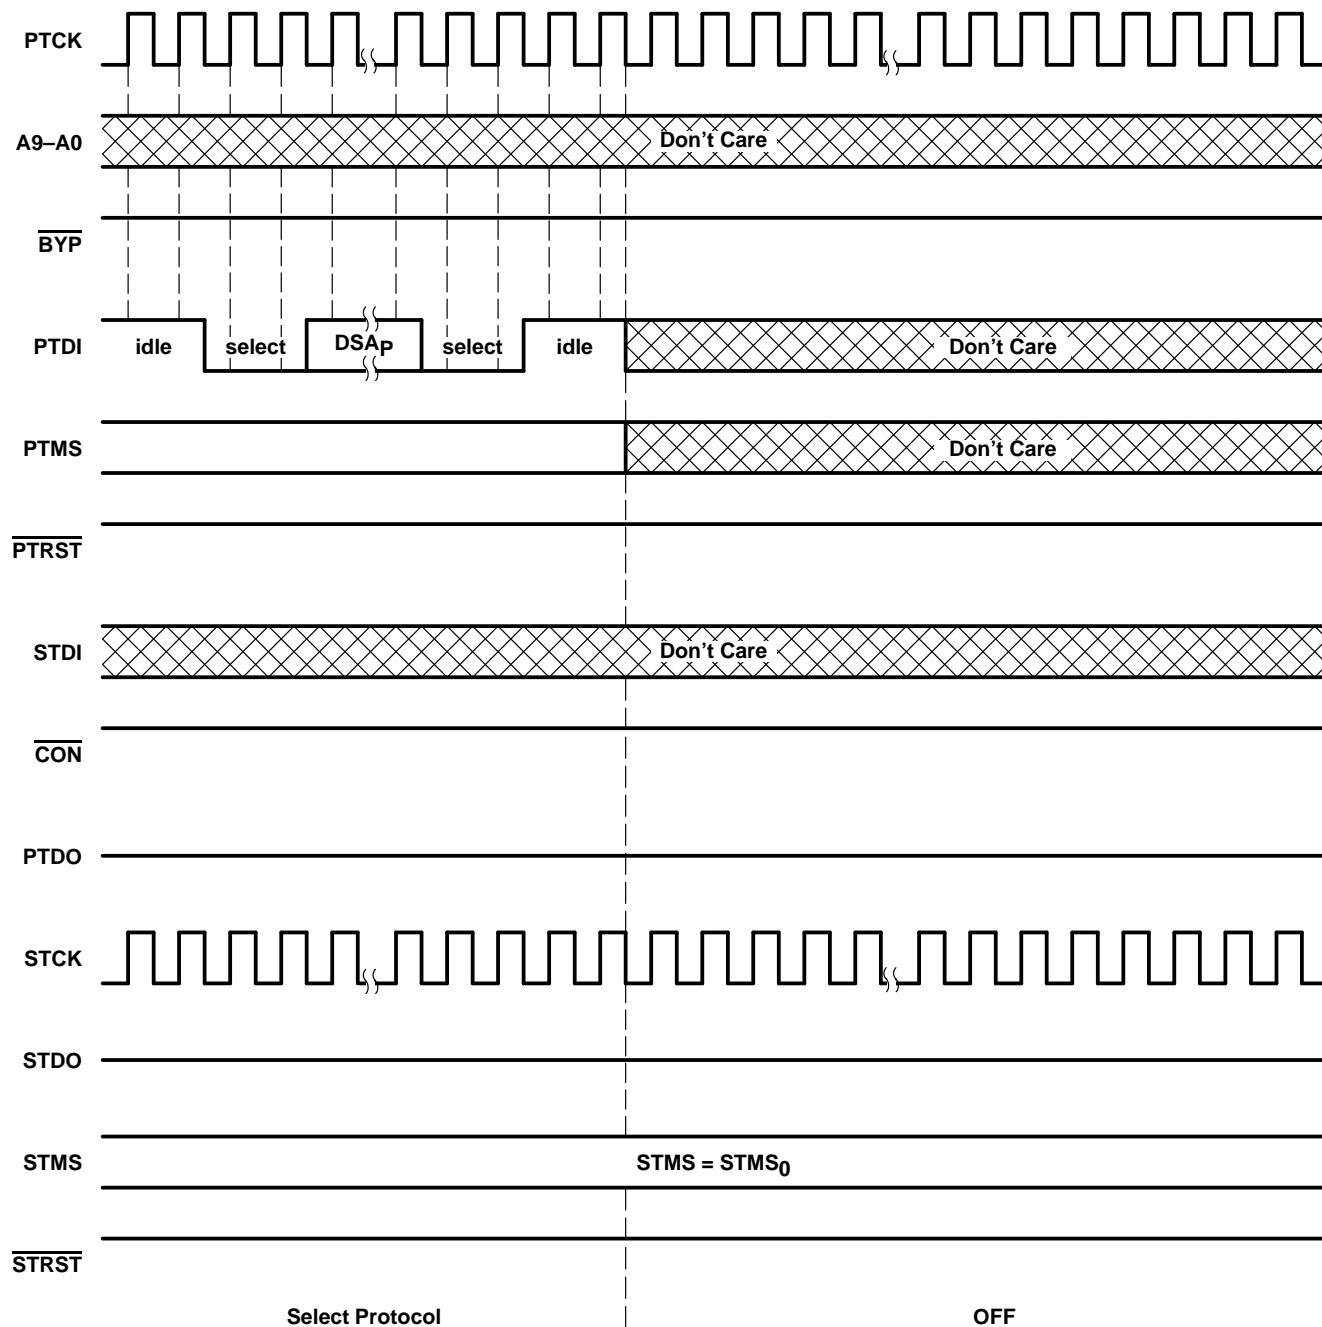 PTCK
A9–A0 Don't Care
BYP
PTDI idle select DSAP select idle Don't Care
PTMS Don't Care
PTRST
STDI Don't Care
CON
PTDO
STCK
STDO
STMS STMS = STMS0
STRST
Select Protocol OFF